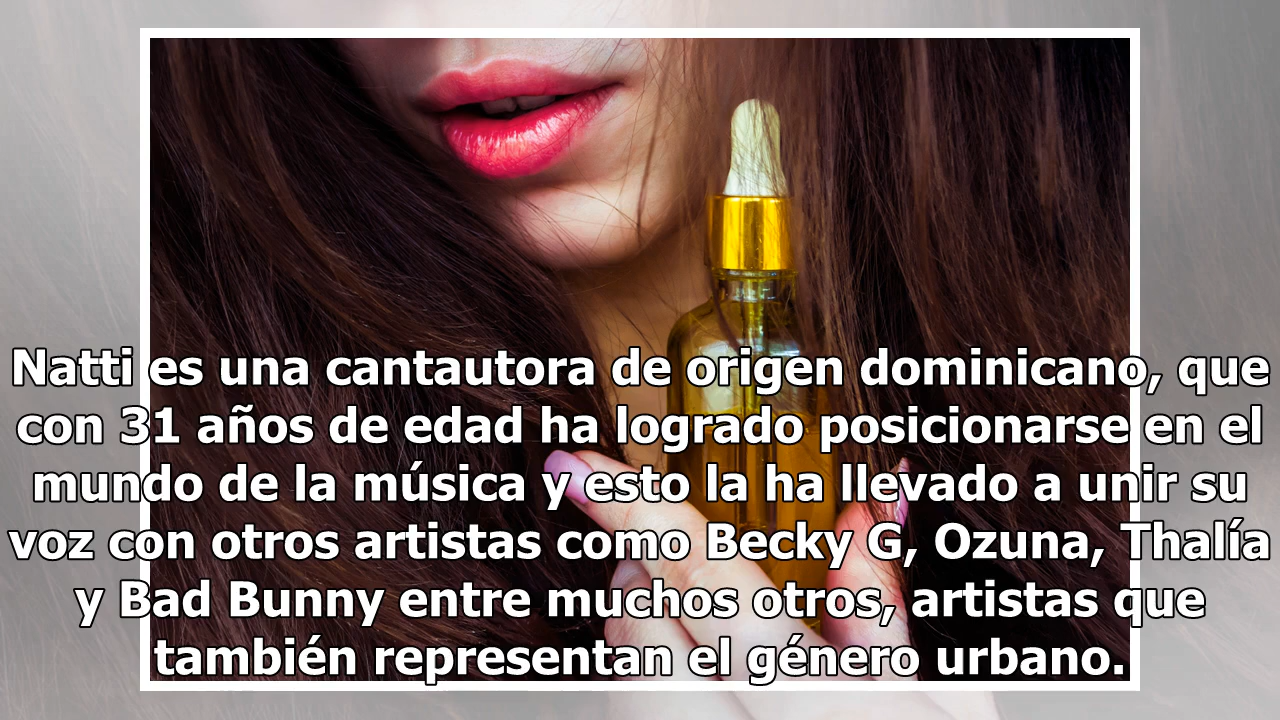 Natti es una cantautora de origen dominicano, que
con 31 años de edad ha logrado posicionarse en el
mundo de la música y esto la ha llevado a unir su
voz con otros artistas como Becky G, Ozuna, Thalía
y Bad Bunny entre muchos otros, artistas que
también representan el género urbano.